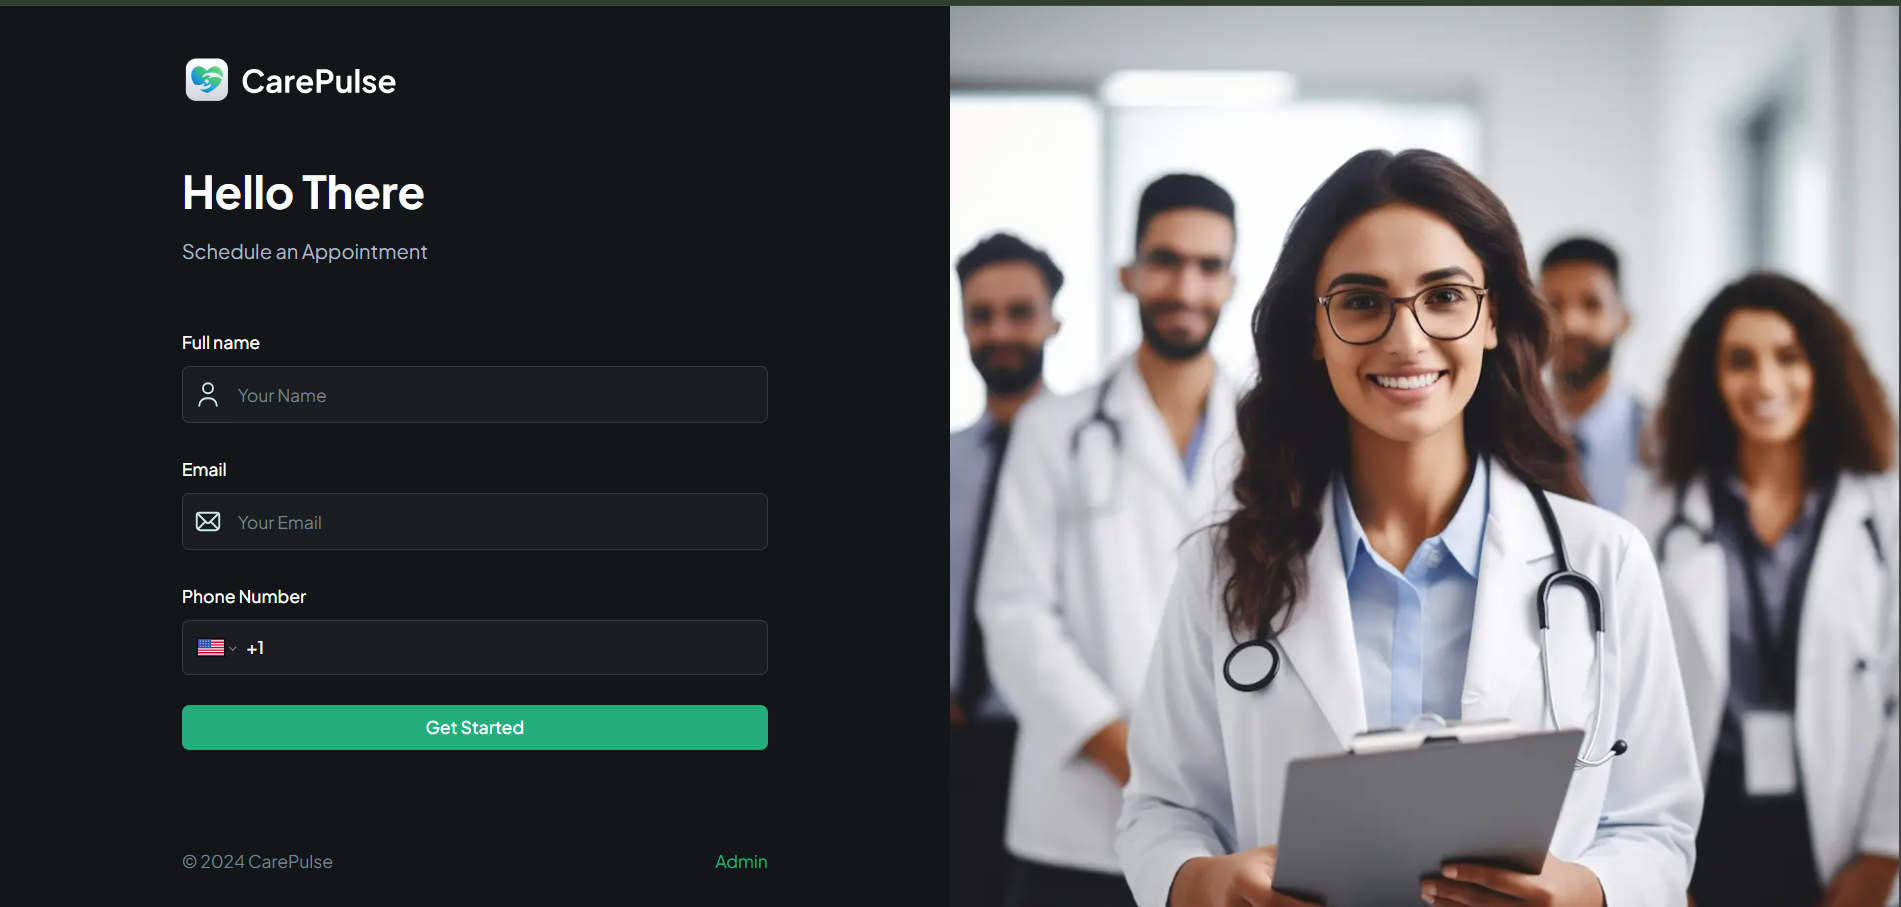 CarePulse
Hello There
Schedule an Appointment
Full name
Your Name
Email
Your Email
Phone Number
+1
Get Started
© 2024 CarePulse
Admin